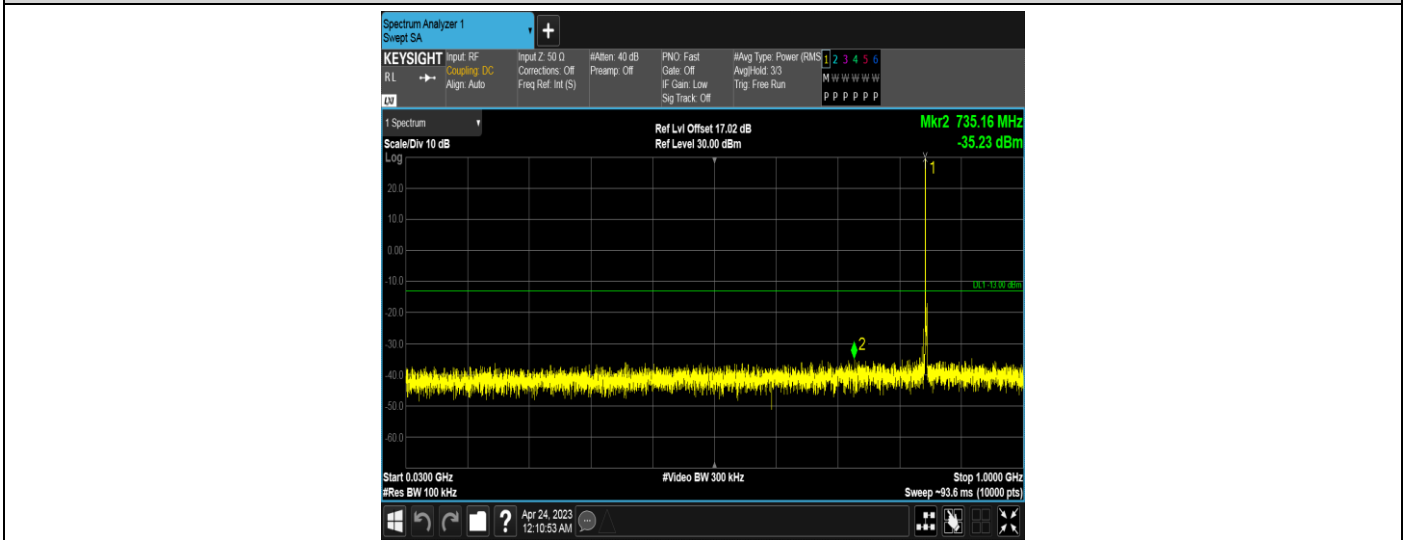 Spectrum Analyzer 1
Swept SA
+
KEYSIGHT Input: RF Input Z: 50 Ω #Atten: 40 dB PNO: Fast #Avg Type: Power (RMS 1 2 3 4 5 6
RL Coupling: DC Corrections: Off Preamp: Off Gate: Off Avg|Hold: 3/3 M W W W W W
Align: Auto Freq Ref: Int (S) IF Gain: Low Trig: Free Run P P P P P P
LXI Sig Track: Off
1 Spectrum Ref Lvl Offset 17.02 dB Mkr2 735.16 MHz
Scale/Div 10 dB Ref Level 30.00 dBm -35.23 dBm
Log
1
20.0
10.0
0.00
-10.0
DL1 -13.00 dBm
-20.0
-30.0
2
-40.0
-50.0
-60.0
Start 0.0300 GHz #Video BW 300 kHz Stop 1.0000 GHz
#Res BW 100 kHz Sweep ~93.6 ms (10000 pts)
? Apr 24, 2023
12:10:53 AM